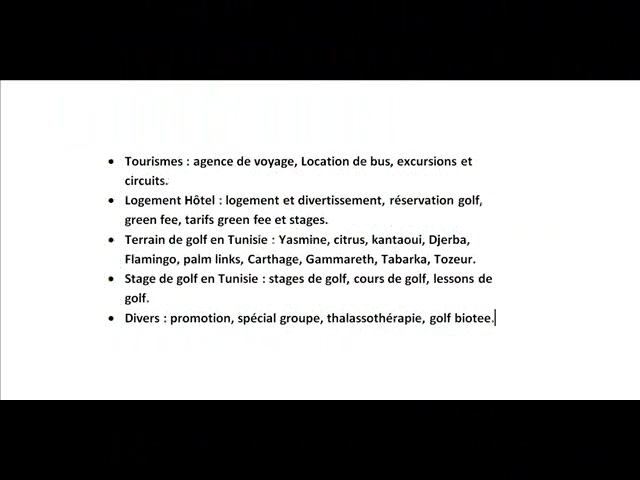 • Tourismes : agence de voyage, Location de bus, excursions et
circuits.
• Logement Hôtel : logement et divertissement, réservation golf,
green fee, tarifs green fee et stages.
• Terrain de golf en Tunisie : Yasmine, citrus, kantaoui, Djerba,
Flamingo, palm links, Carthage, Gammareth, Tabarka, Tozeur.
• Stage de golf en Tunisie : stages de golf, cours de golf, lessons de
golf.
• Divers : promotion, spécial groupe, thalassothérapie, golf biotee.